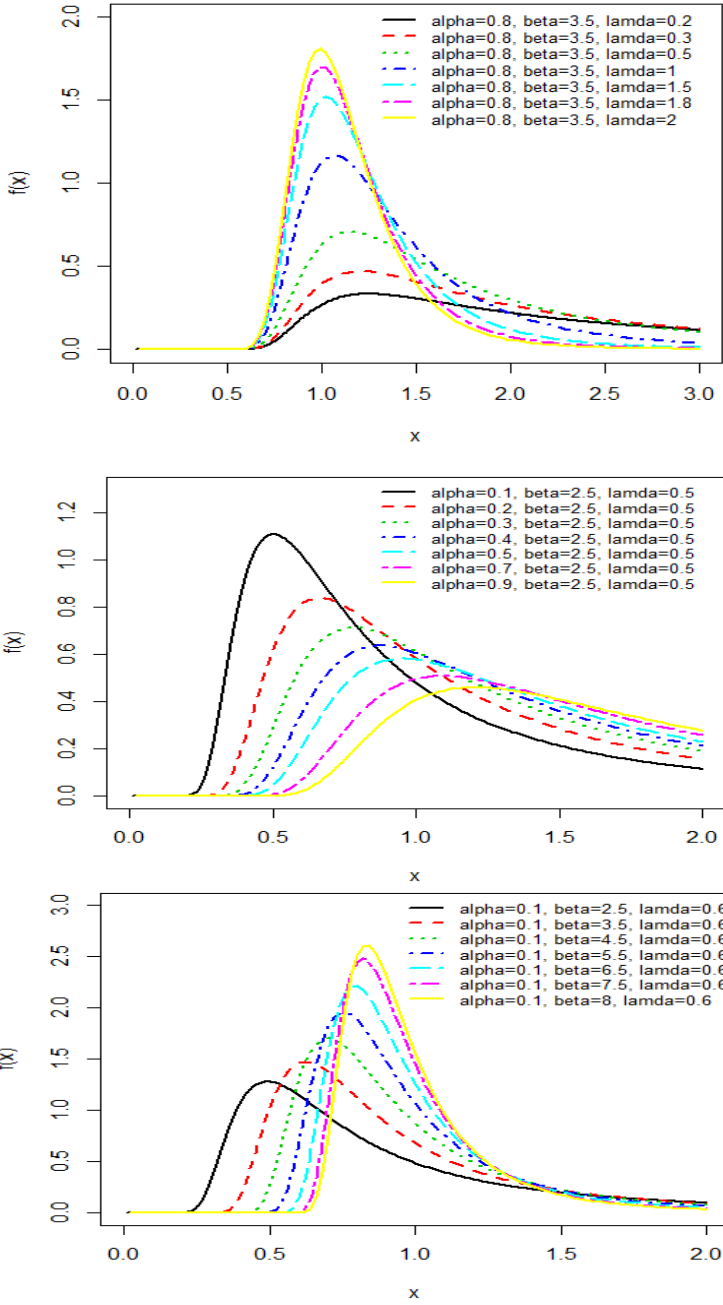 f(x)
2.0
1.5
1.0
0.5
0.0
alpha=0.8, beta=3.5, lamda=0.2
alpha=0.8, beta=3.5, lamda=0.3
alpha=0.8, beta=3.5, lamda=0.5
alpha=0.8, beta=3.5, lamda=1
alpha=0.8, beta=3.5, lamda=1.5
alpha=0.8, beta=3.5, lamda=1.8
alpha=0.8, beta=3.5, lamda=2
0.0 0.5 1.0 1.5 2.0 2.5 3.0
x
f(x)
1.2
1.0
0.8
0.6
0.4
0.2
0.0
alpha=0.1, beta=2.5, lamda=0.5
alpha=0.2, beta=2.5, lamda=0.5
alpha=0.3, beta=2.5, lamda=0.5
alpha=0.4, beta=2.5, lamda=0.5
alpha=0.5, beta=2.5, lamda=0.5
alpha=0.7, beta=2.5, lamda=0.5
alpha=0.9, beta=2.5, lamda=0.5
0.0 0.5 1.0 1.5 2.0
x
f(x)
3.0
2.5
2.0
1.5
1.0
0.5
0.0
alpha=0.1, beta=2.5, lamda=0.6
alpha=0.1, beta=3.5, lamda=0.6
alpha=0.1, beta=4.5, lamda=0.6
alpha=0.1, beta=5.5, lamda=0.6
alpha=0.1, beta=6.5, lamda=0.6
alpha=0.1, beta=7.5, lamda=0.6
alpha=0.1, beta=8, lamda=0.6
0.0 0.5 1.0 1.5 2.0
x